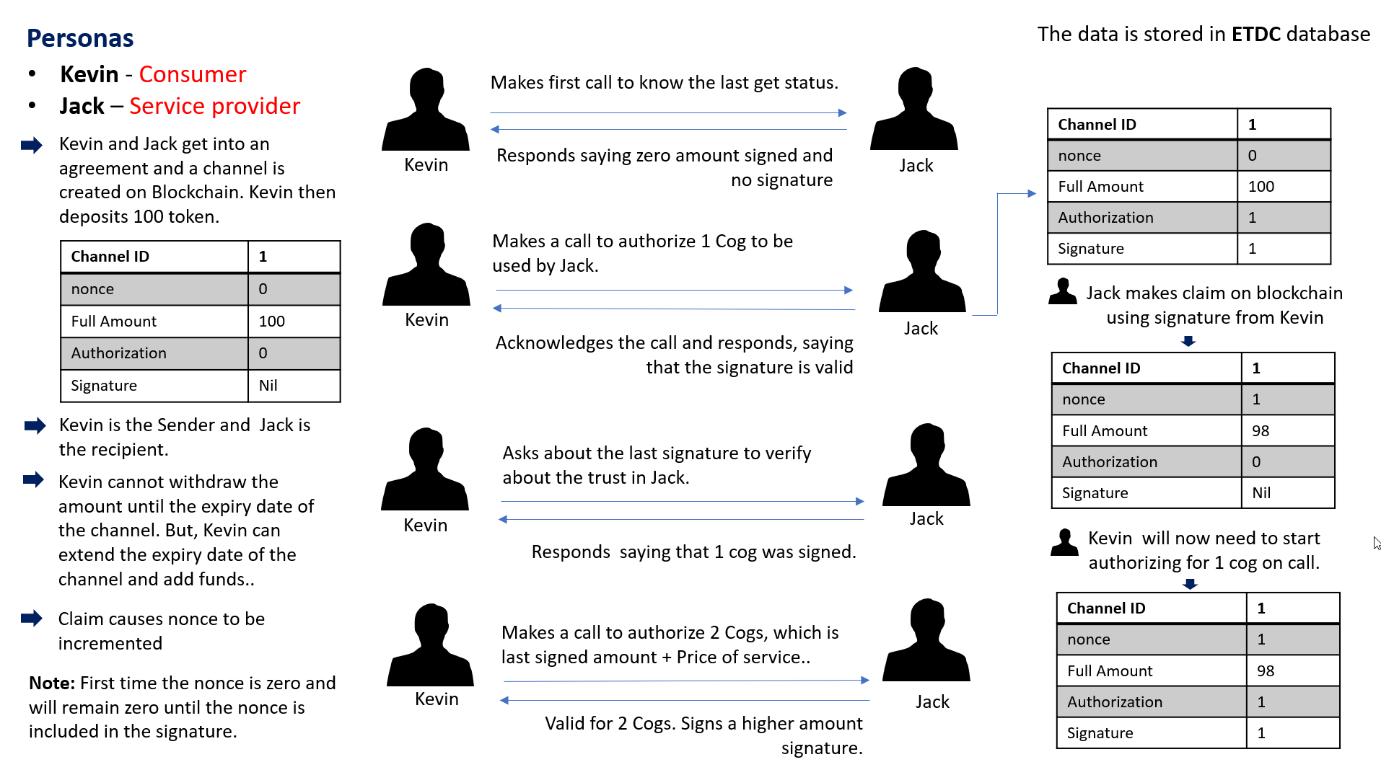 Personas
• Kevin - Consumer
• Jack – Service provider
Kevin and Jack get into an
agreement and a channel is
created on Blockchain. Kevin then
deposits 100 token.
Channel ID 1
nonce 0
Full Amount 100
Authorization 0
Signature Nil
Kevin is the Sender and Jack is
the recipient.
Kevin cannot withdraw the
amount until the expiry date of
the channel. But, Kevin can
extend the expiry date of the
channel and add funds..
Claim causes nonce to be
incremented
Note: First time the nonce is zero and
will remain zero until the nonce is
included in the signature.
Makes first call to know the last get status.
Kevin
Jack
Responds saying zero amount signed and
no signature
Makes a call to authorize 1 Cog to be
used by Jack.
Kevin
Jack
Acknowledges the call and responds, saying
that the signature is valid
Asks about the last signature to verify
about the trust in Jack.
Kevin
Jack
Responds saying that 1 cog was signed.
Makes a call to authorize 2 Cogs, which is
last signed amount + Price of service..
Kevin
Jack
Valid for 2 Cogs. Signs a higher amount
signature.
The data is stored in ETDC database
Channel ID 1
nonce 0
Full Amount 100
Authorization 1
Signature 1
Jack makes claim on blockchain
using signature from Kevin
Channel ID 1
nonce 1
Full Amount 98
Authorization 0
Signature Nil
Kevin will now need to start
authorizing for 1 cog on call.
Channel ID 1
nonce 1
Full Amount 98
Authorization 1
Signature 1